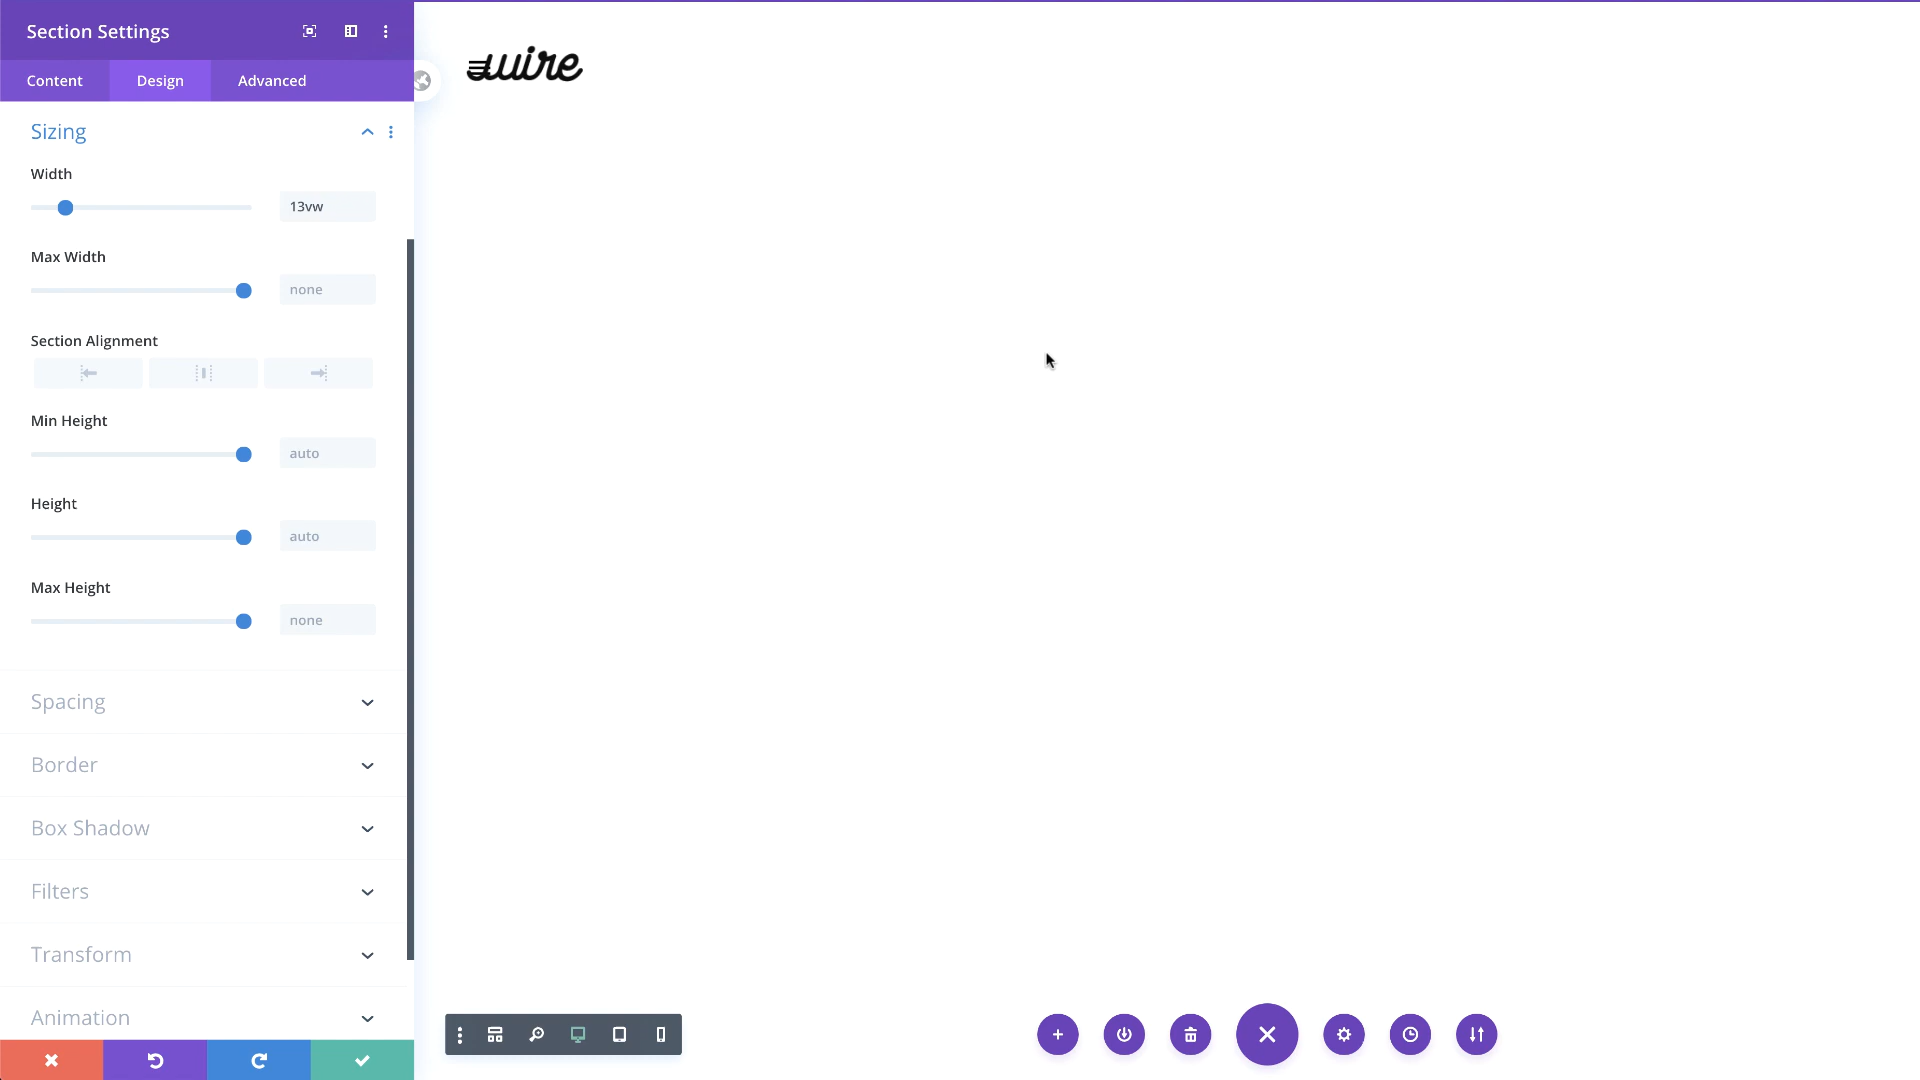 Section Settings
Content Design Advanced
Sizing
Width
13vw
Max Width
none
Section Alignment
Min Height
auto
Height
auto
Max Height
none
Spacing
Border
Box Shadow
Filters
Transform
Animation